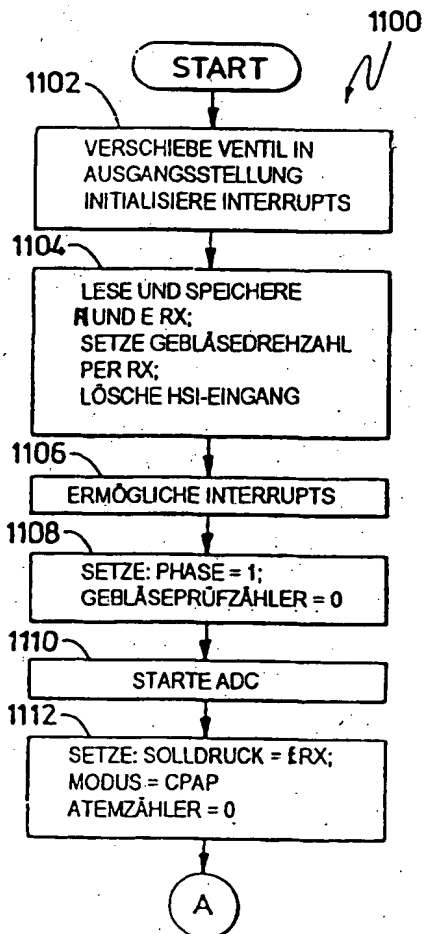 1100
START
1102
VERSCHIEBE VENTIL IN
AUSGANGSSTELLUNG
INITIALISIERE INTERRUPTS
1104
LESE UND SPEICHERE
UND E RX;
SETZE GEBLÄSEDREHZAHL
PER RX;
LÖSCHE HSI-EINGANG
1106
ERMÖGLICHE INTERRUPTS
1108
SETZE: PHASE = 1;
GEBLÄSEPRÜFZÄHLER = 0
1110
STARTE ADC
1112
SETZE: SOLLDRUCK = E RX;
MODUS = CPAP
ATEMZÄHLER = 0
A